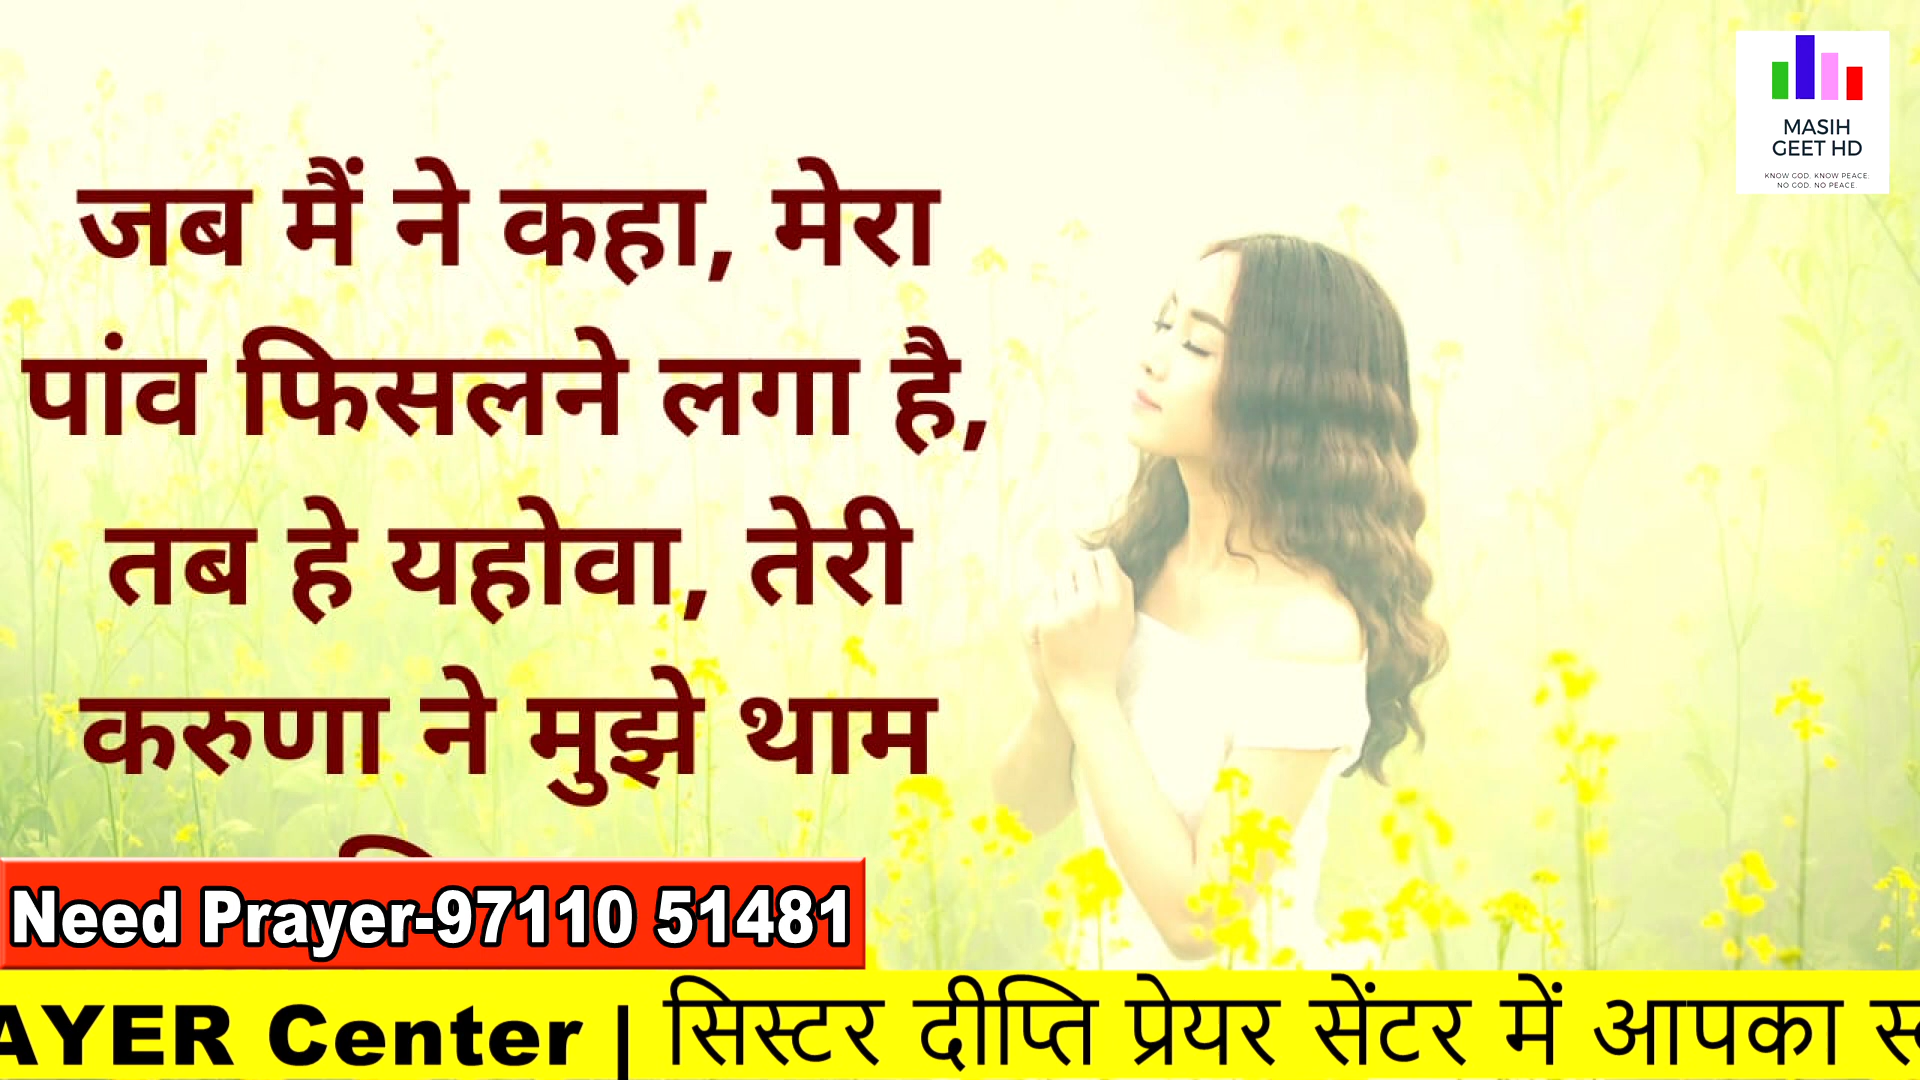 MASIH
GEET HD
KNOW GOD. KNOW PEACE.
NO GOD. NO PEACE.
जब मैं ने कहा, मेरा
पांव फिसलने लगा है,
तब हे यहोवा, तेरी
करुणा ने मुझे थाम
Need Prayer-97110 51481
AYER Center | सिस्टर दीप्ति प्रेयर सेंटर में आपका